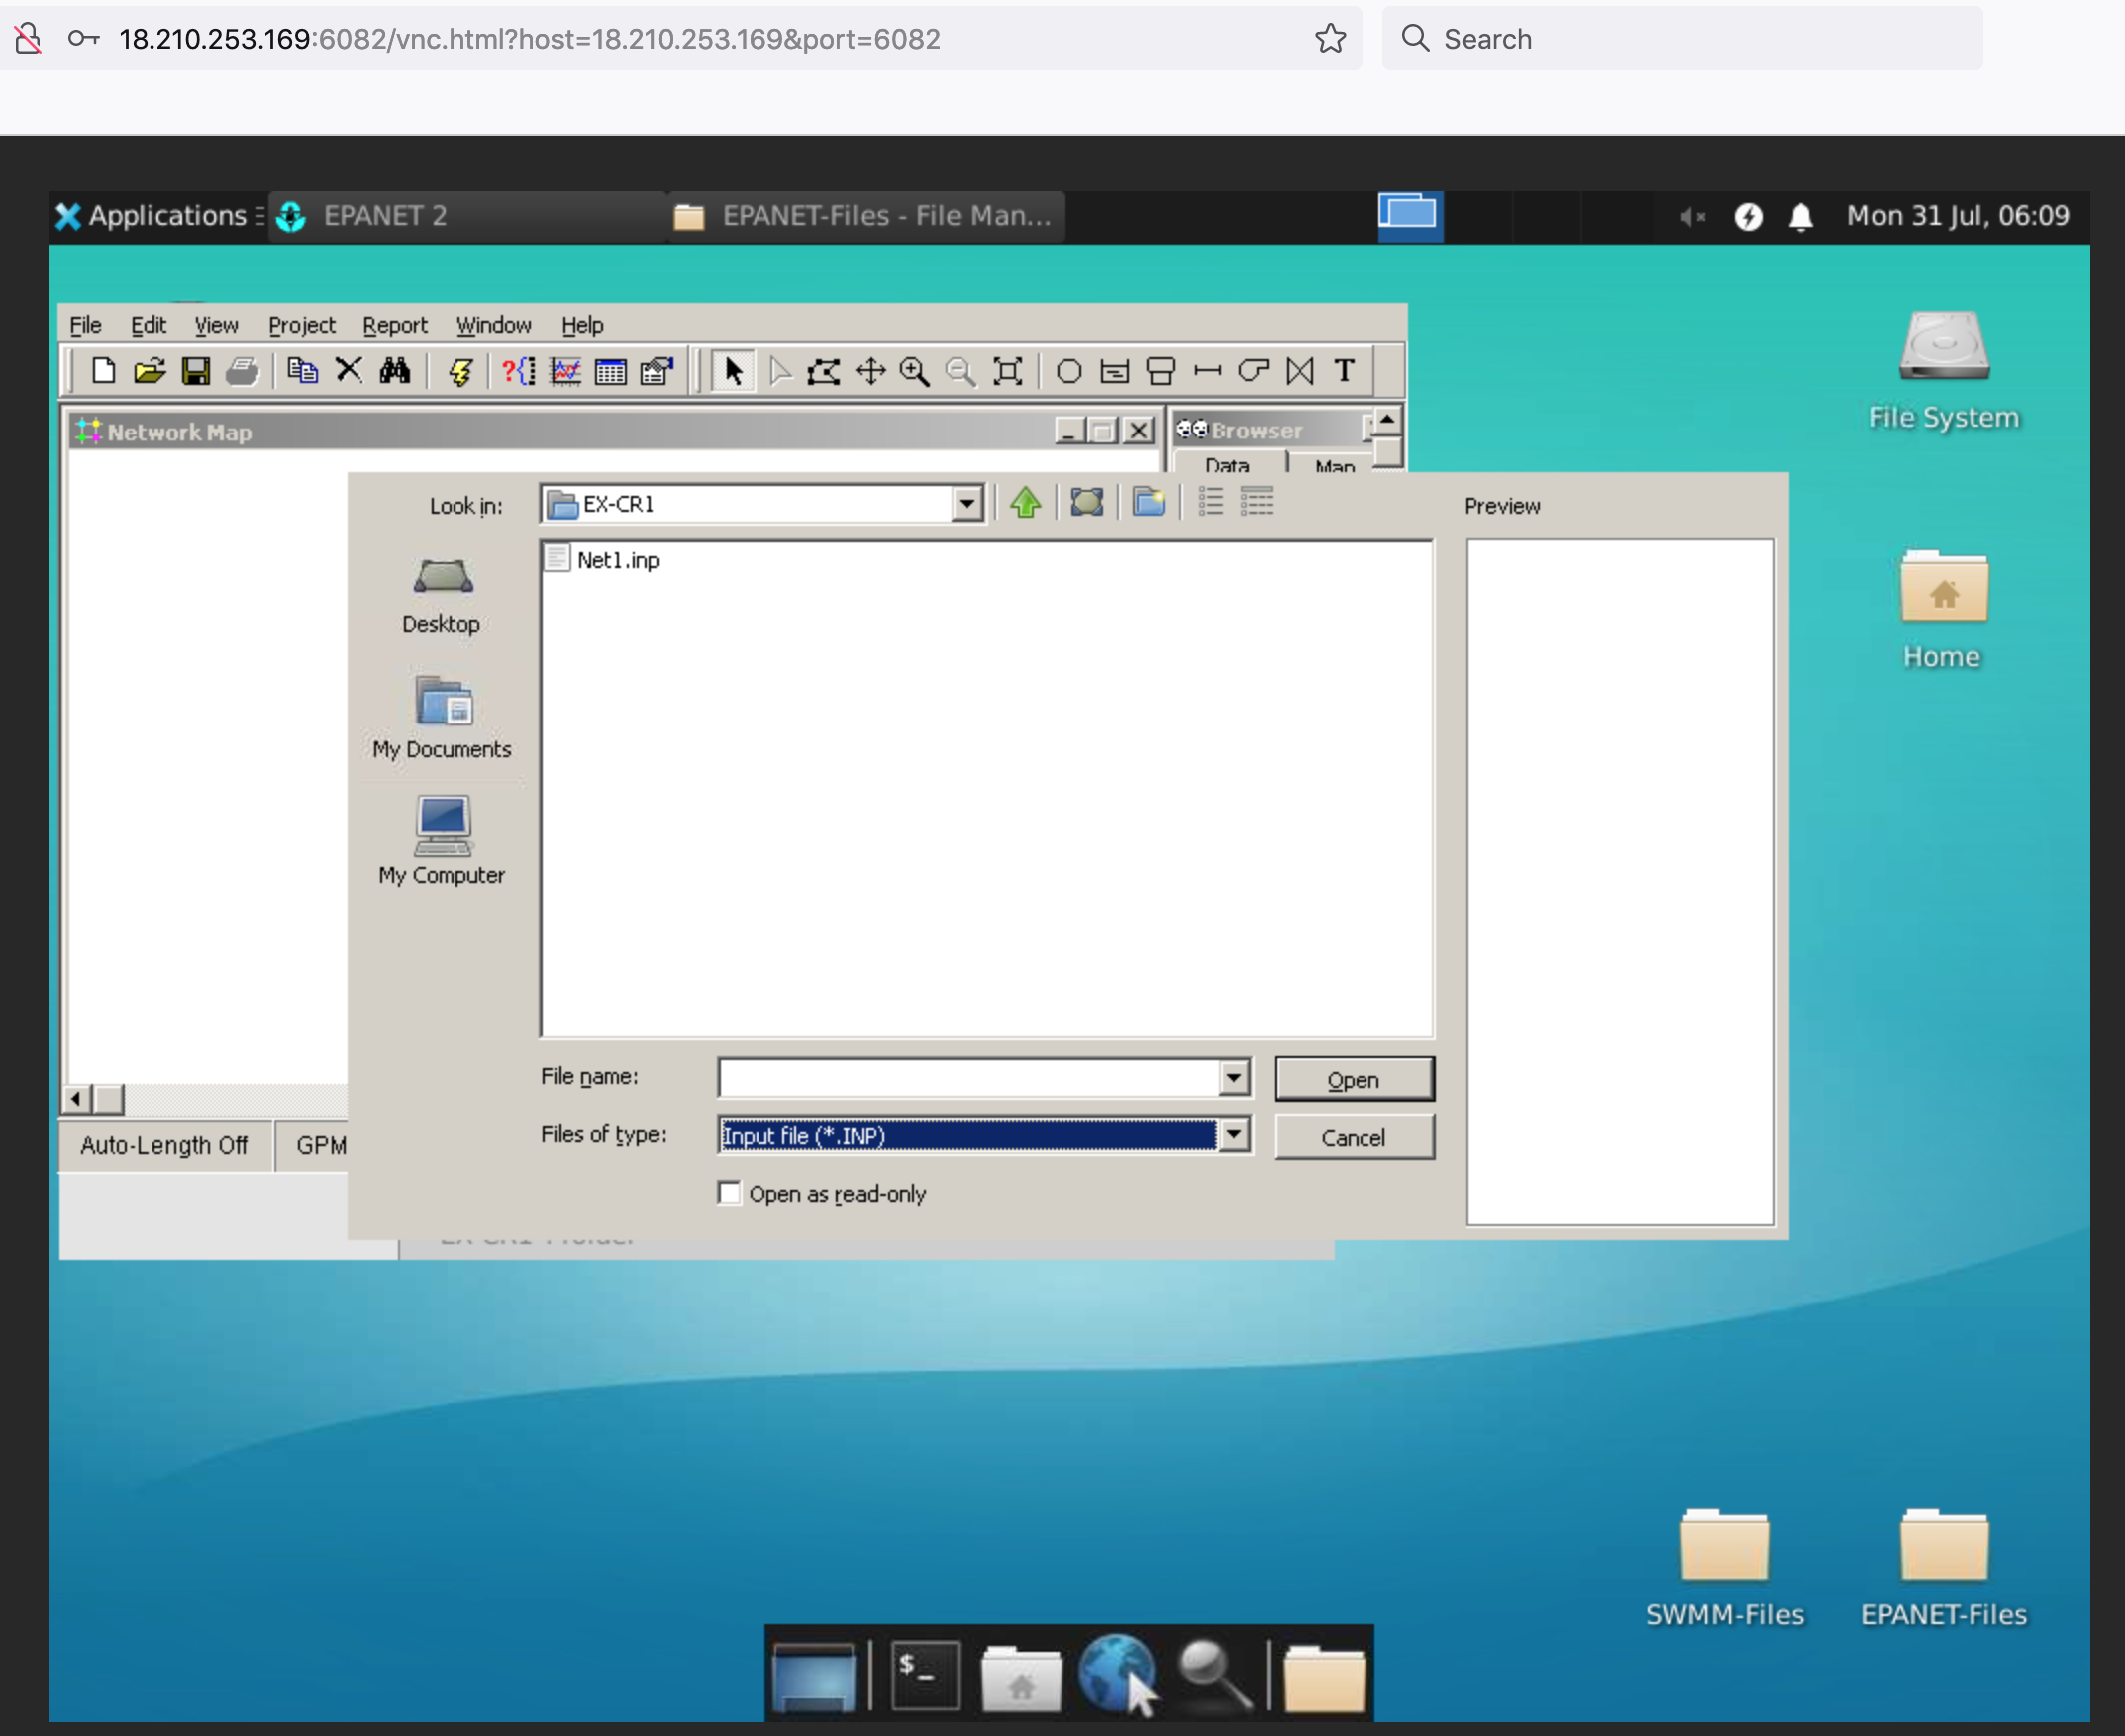 18.210.253.169:6082/vnc.html?host=18.210.253.169&port=6082
Search
Applications
EPANET 2
EPANET-Files - File Man...
Mon 31 Jul, 06:09
File Edit View Project Report Window Help
T
Network Map
Browser
Data Map
File System
Look in: EX-CR1
Preview
Net1.inp
Desktop
My Documents
My Computer
Home
File name:
Open
Files of type: Input file (*.INP)
Cancel
Open as read-only
Auto-Length Off
GPM
SWMM-Files
EPANET-Files
$_